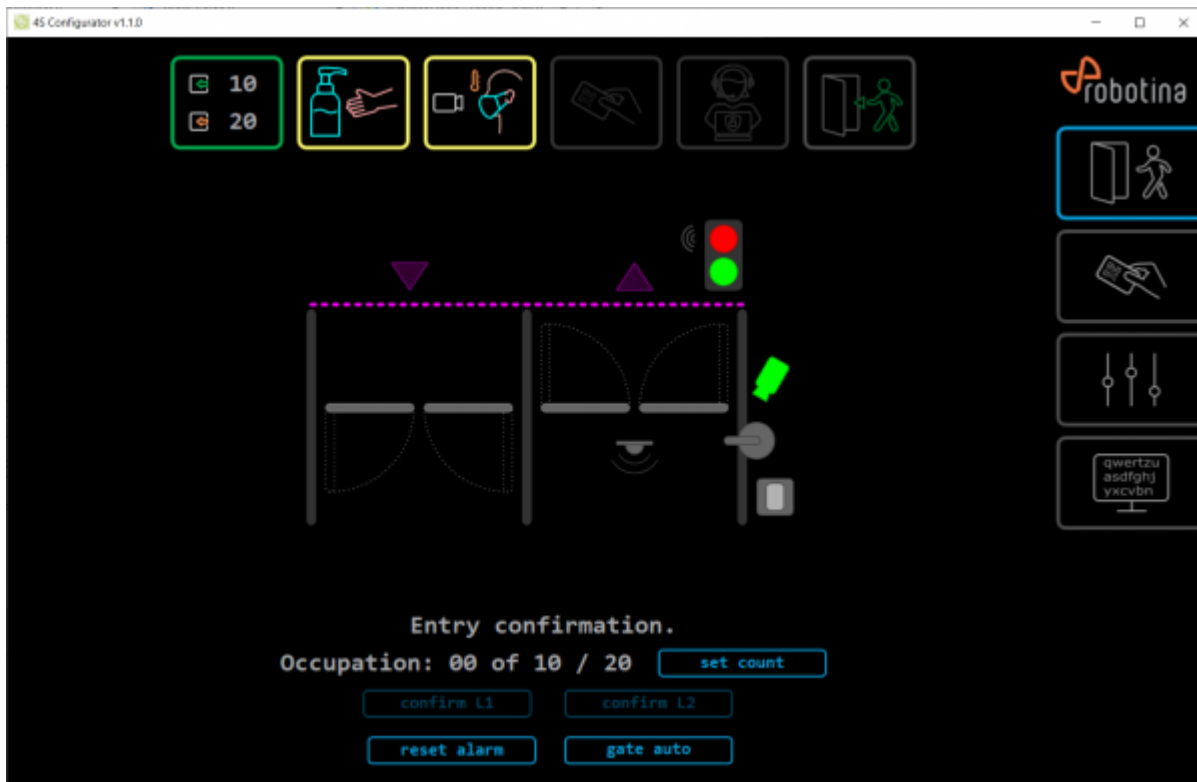 4S Configurator v1.1.0
10
20
robotina
qwertzu
asdfghj
yxcvbn
Entry confirmation.
Occupation: 00 of 10 / 20
set count
confirm L1
confirm L2
reset alarm
gate auto